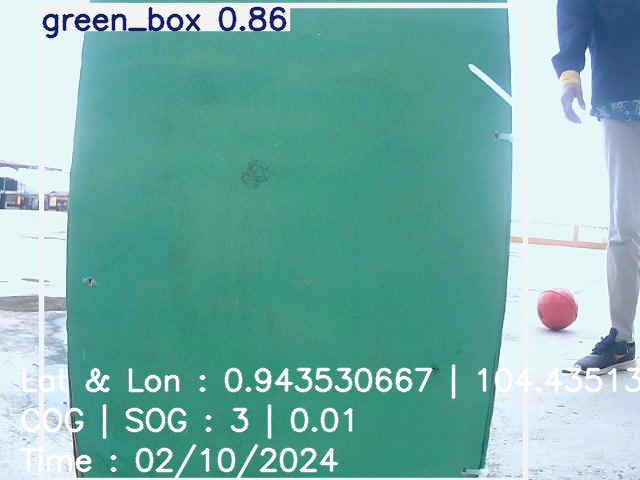 green_box 0.86
Lat & Lon : 0.943530667 | 104.43513
COG | SOG : 3 | 0.01
Time : 02/10/2024